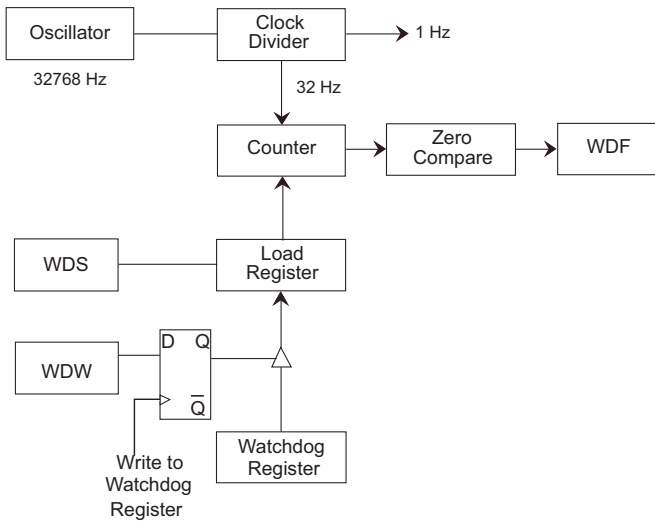 Oscillator
Clock
Divider
1 Hz
32768 Hz
32 Hz
Counter
Zero
Compare
WDF
WDS
Load
Register
D Q
WDW
Q
Watchdog
Register
Write to
Watchdog
Register